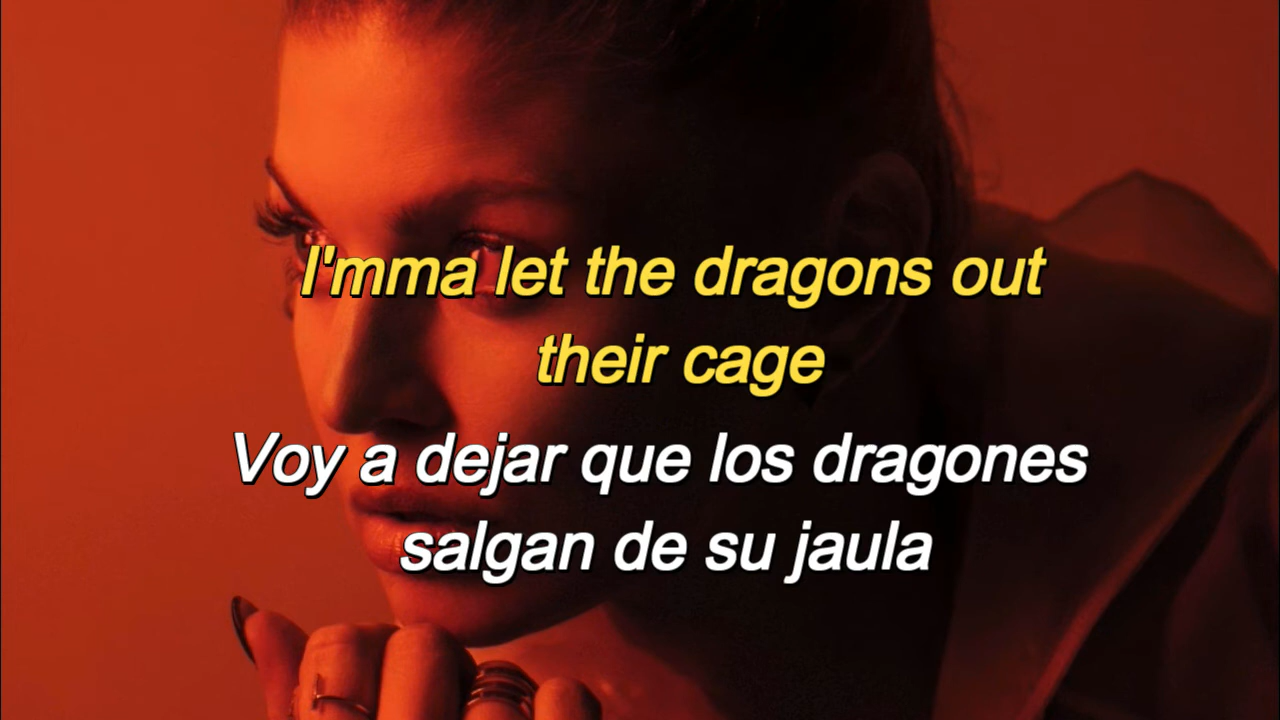 I'mma let the dragons out
their cage
Voy a dejar que los dragones
salgan de su jaula